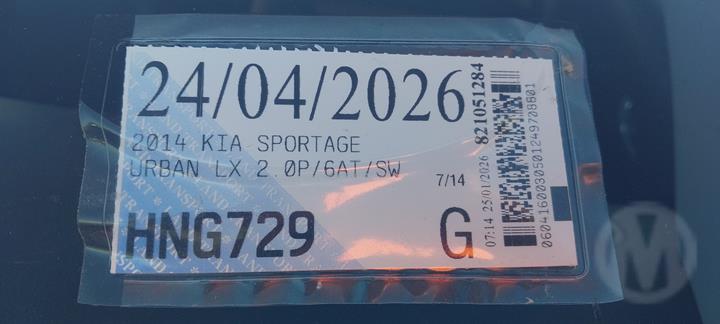 24/04/2026
2014 KIA SPORTAGE
URBAN LX 2.0P/6AT/SW
7/14
HNG729
G
07:14 25/01/2026 821051284
0604160030501249708801
M